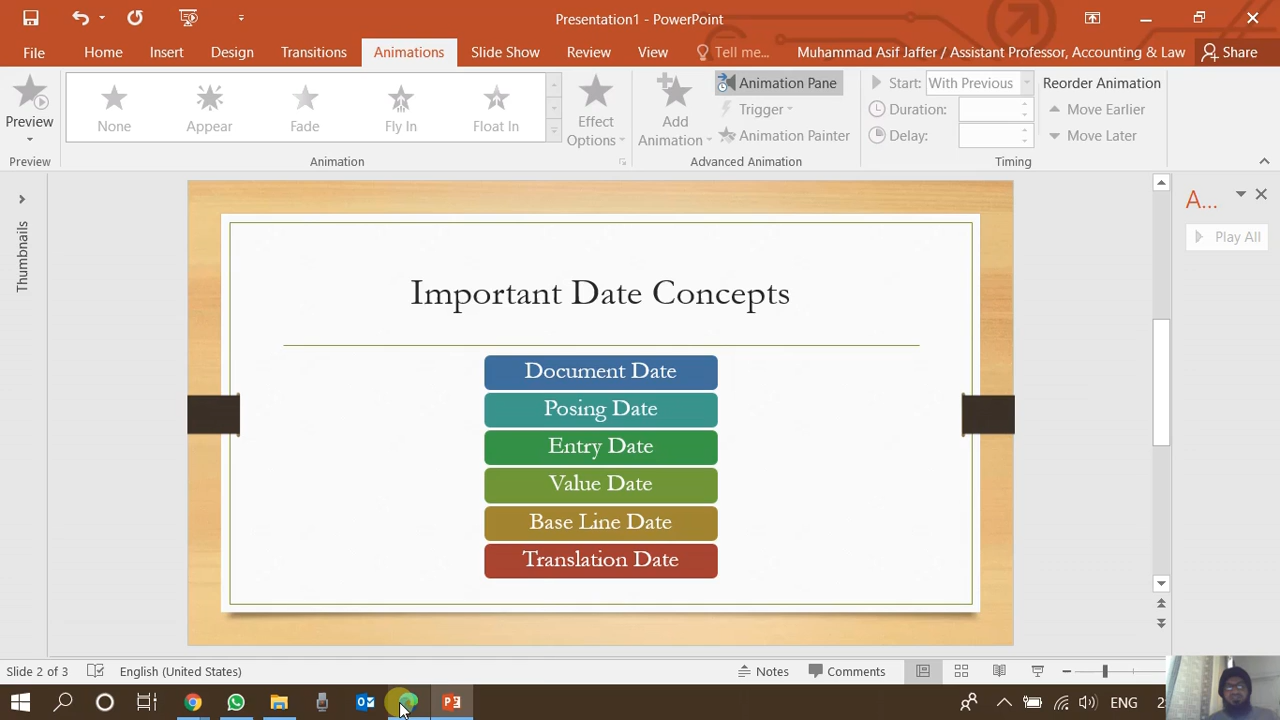 Presentation1 - PowerPoint
File Home Insert Design Transitions Animations Slide Show Review View Tell me... Muhammad Asif Jaffer / Assistant Professor, Accounting & Law Share
Preview
None
Appear
Fade
Fly In
Float In
Effect
Options
Add
Animation
Animation Pane
Trigger
Animation Painter
Start: With Previous
Duration:
Delay:
Reorder Animation
Move Earlier
Move Later
Preview
Animation
Advanced Animation
Timing
Thumbnails
A...
Play All
Important Date Concepts
Document Date
Posing Date
Entry Date
Value Date
Base Line Date
Translation Date
Slide 2 of 3
English (United States)
Notes
Comments
ENG